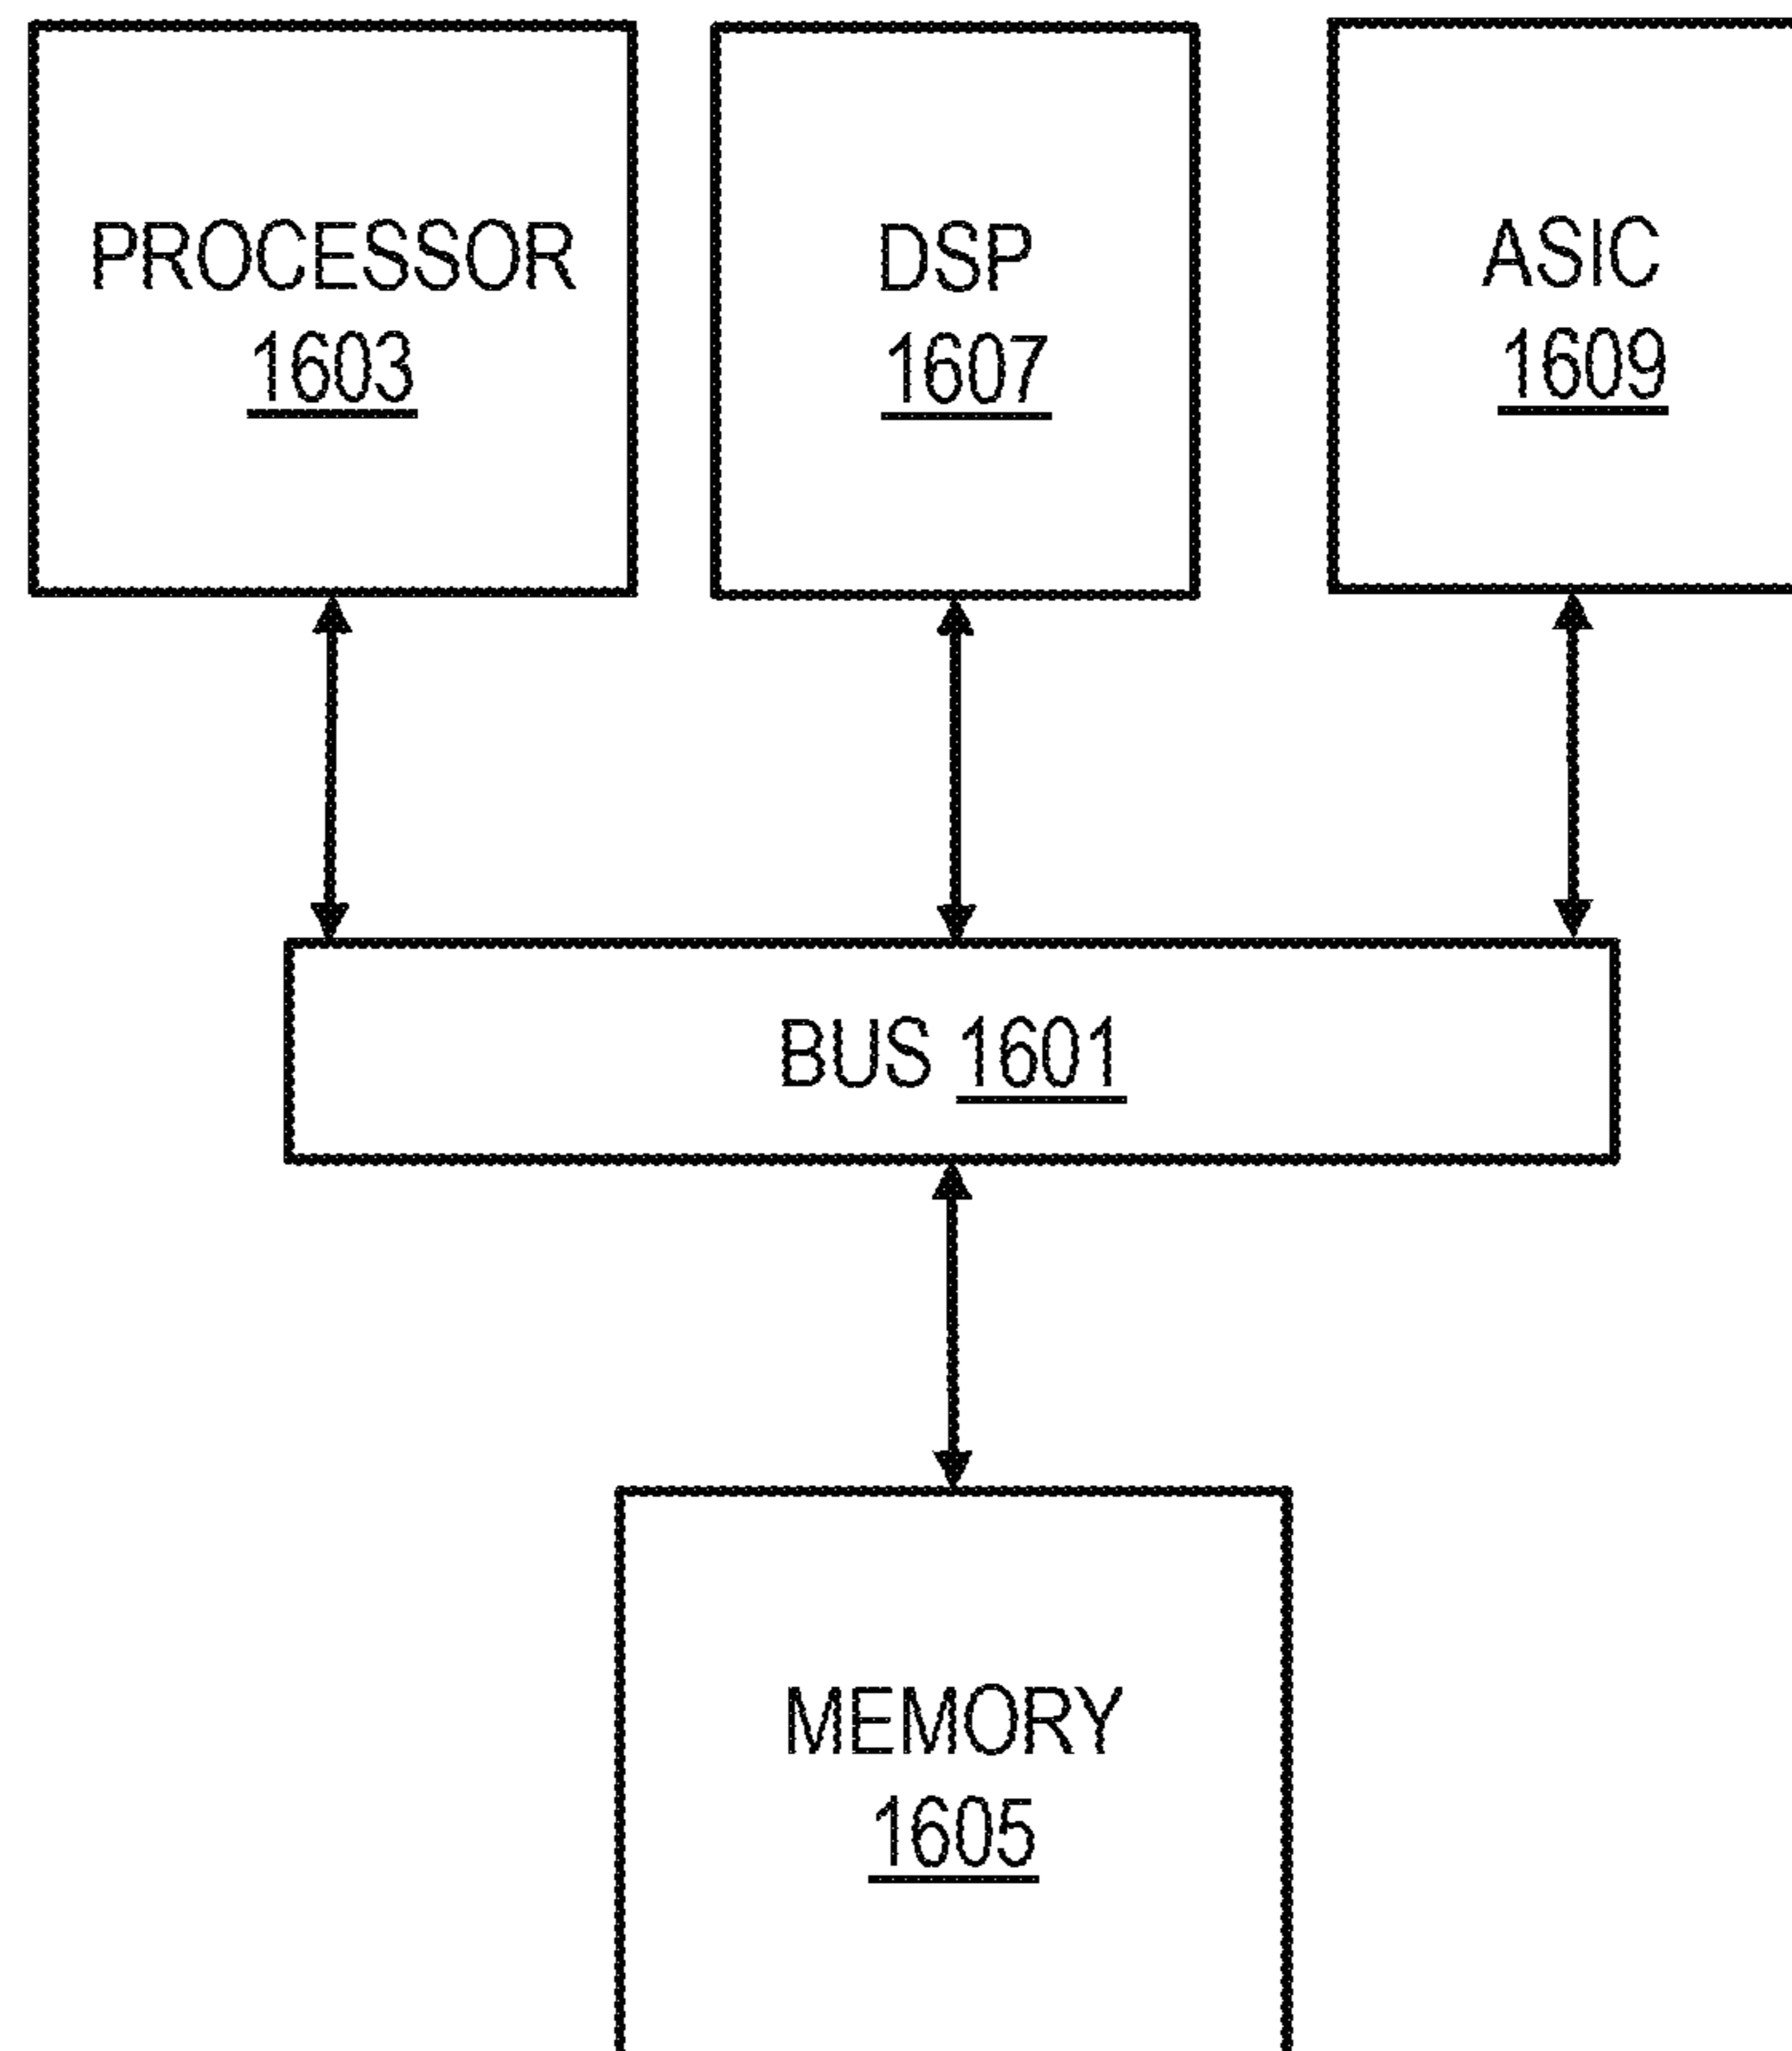 PROCESSOR
1603
DSP
1607
ASIC
1609
BUS 1601
MEMORY
1605